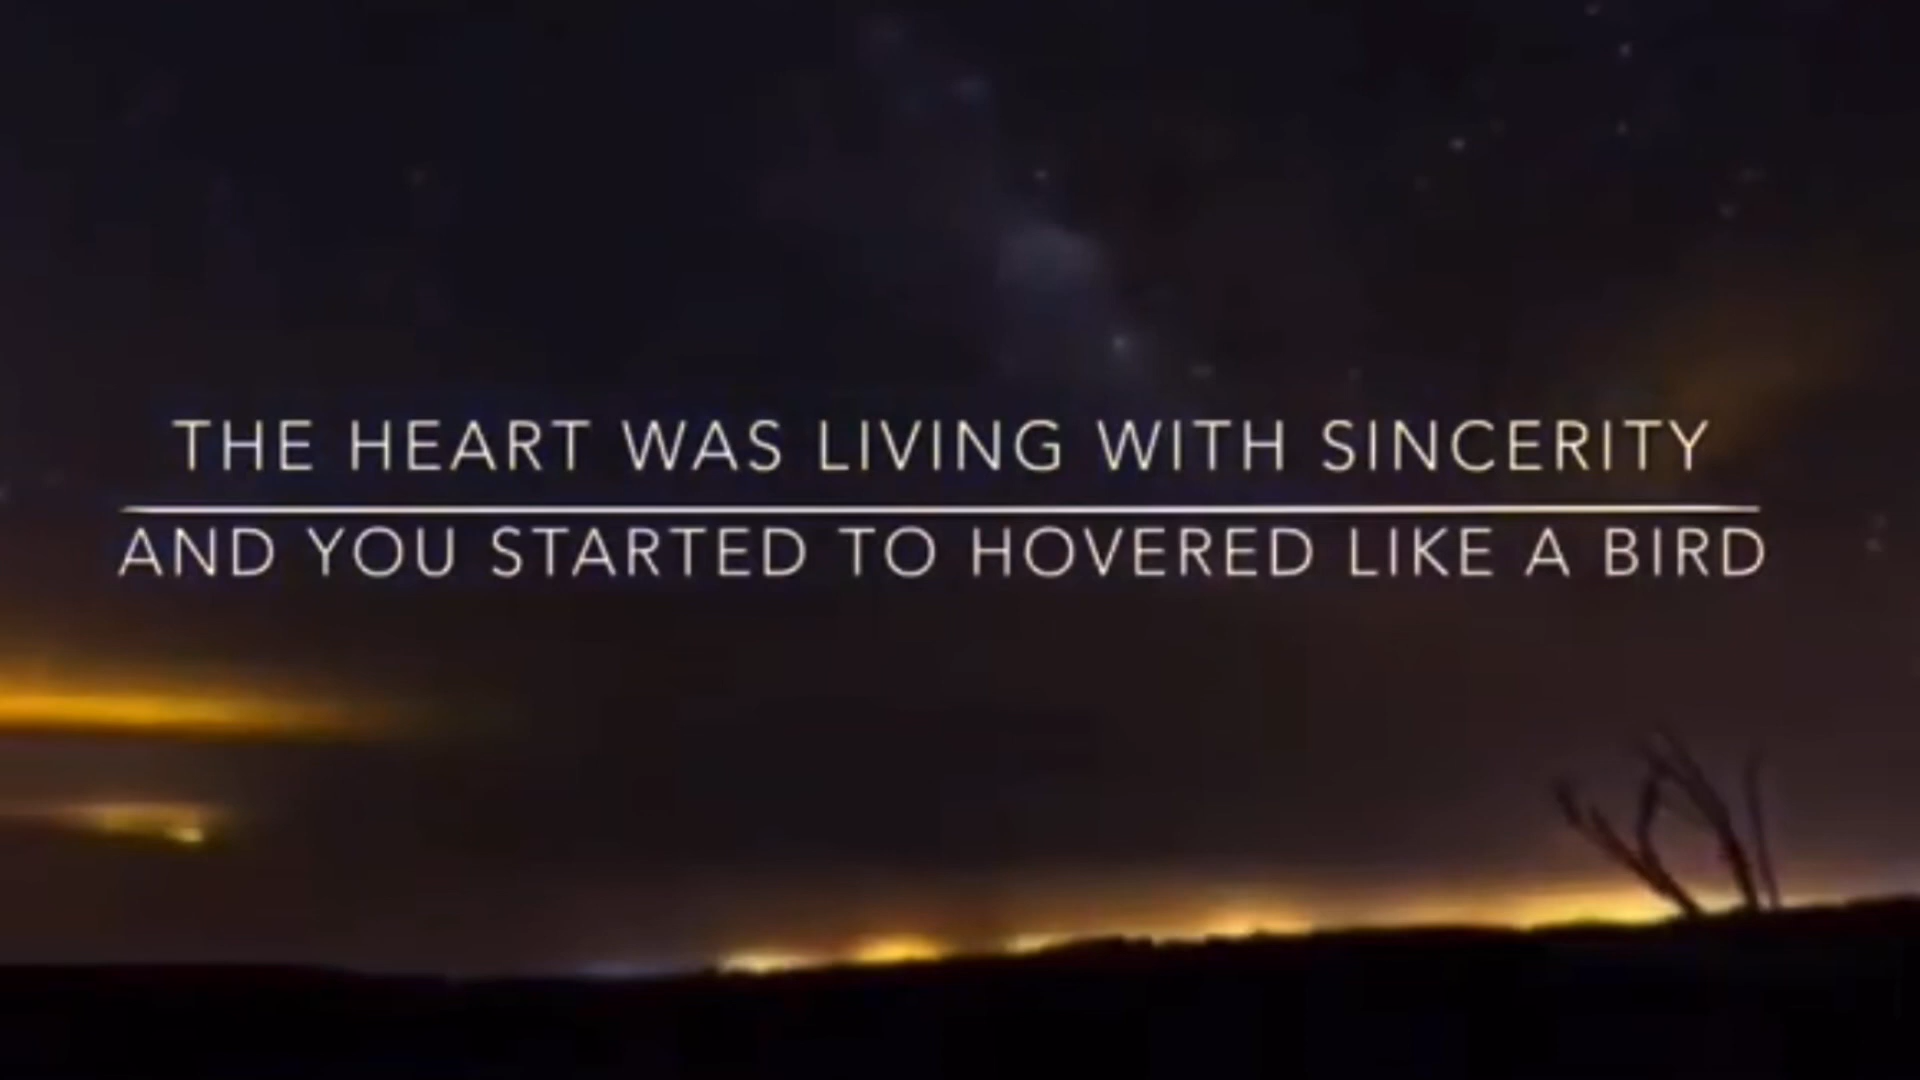 THE HEART WAS LIVING WITH SINCERITY
AND YOU STARTED TO HOVERED LIKE A BIRD